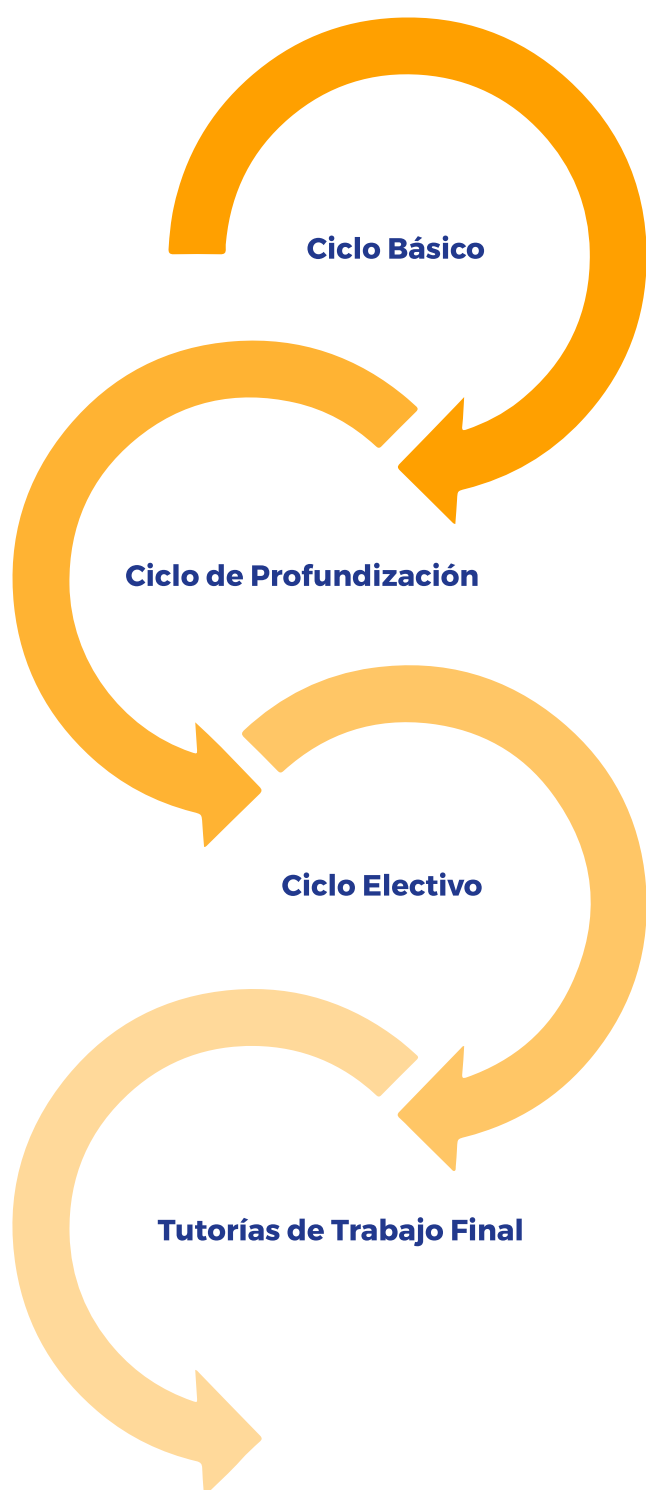 Ciclo Básico
Ciclo de Profundización
Ciclo Electivo
Tutorías de Trabajo Final